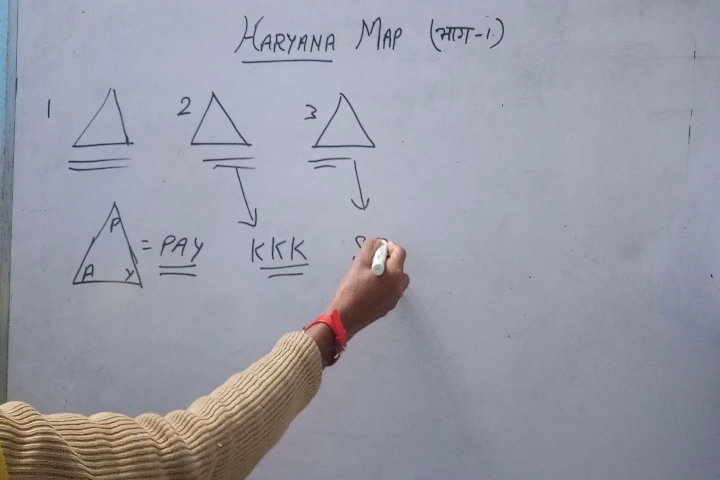 HARYANA MAP (भाग-1.)
1 2 3
P
A Y = PAY KKK S